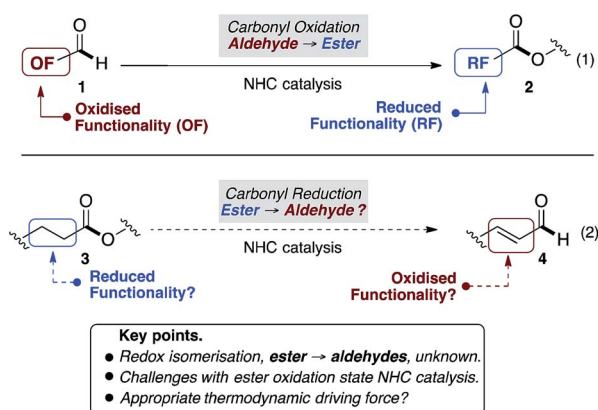 Carbonyl Oxidation
Aldehyde → Ester
O
OF
H
1
NHC catalysis
O
RF
O
2
(1)
Oxidised
Functionality (OF)
Reduced
Functionality (RF)
Carbonyl Reduction
Ester → Aldehyde ?
O
O
3
NHC catalysis
O
H
4
(2)
Reduced
Functionality?
Oxidised
Functionality?
Key points.
● Redox isomerisation, ester → aldehydes, unknown.
● Challenges with ester oxidation state NHC catalysis.
● Appropriate thermodynamic driving force?